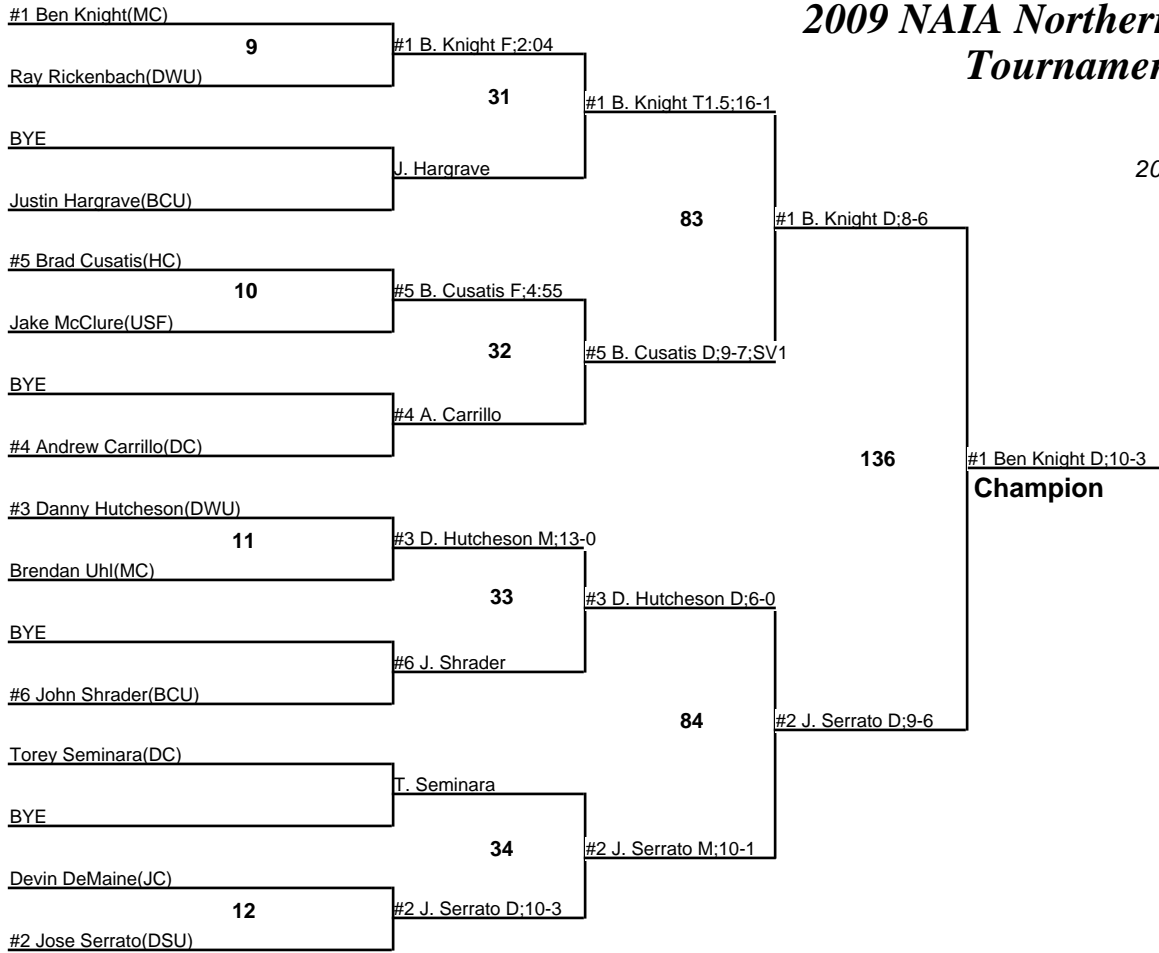 2009 NAIA Northern
Tournamen
20
#1 Ben Knight(MC)
9
Ray Rickenbach(DWU)
BYE
Justin Hargrave(BCU)
#5 Brad Cusatis(HC)
10
Jake McClure(USF)
BYE
#4 Andrew Carrillo(DC)
#3 Danny Hutcheson(DWU)
11
Brendan Uhl(MC)
BYE
#6 John Shrader(BCU)
Torey Seminara(DC)
BYE
Devin DeMaine(JC)
12
#2 Jose Serrato(DSU)
#1 B. Knight F;2:04
31
J. Hargrave
#5 B. Cusatis F;4:55
32
#4 A. Carrillo
#3 D. Hutcheson M;13-0
33
#6 J. Shrader
T. Seminara
34
#2 J. Serrato D;10-3
#1 B. Knight T1.5;16-1
83
#5 B. Cusatis D;9-7;SV1
#3 D. Hutcheson D;6-0
84
#2 J. Serrato M;10-1
#1 B. Knight D;8-6
136
#2 J. Serrato D;9-6
#1 Ben Knight D;10-3
Champion